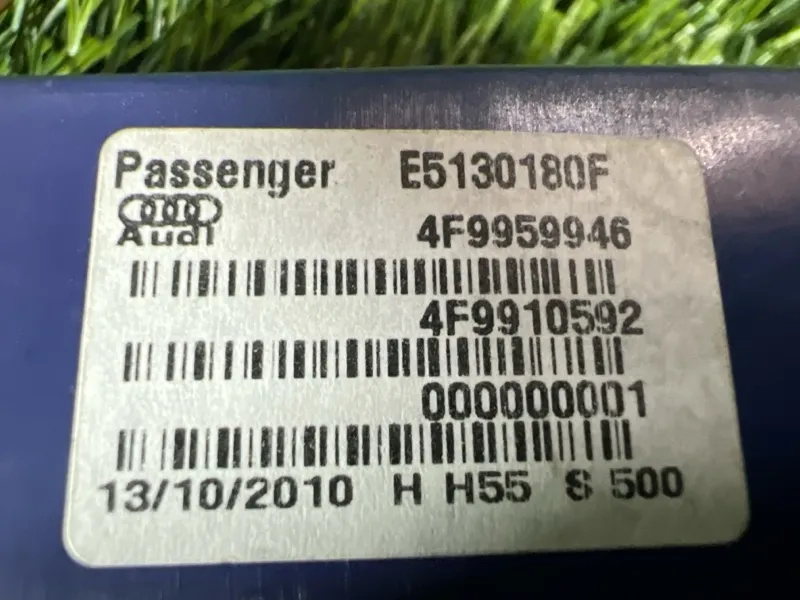 Passenger E5130180F
Audi 4F9959946
4F9910592
000000001
13/10/2010 H H55 S 500